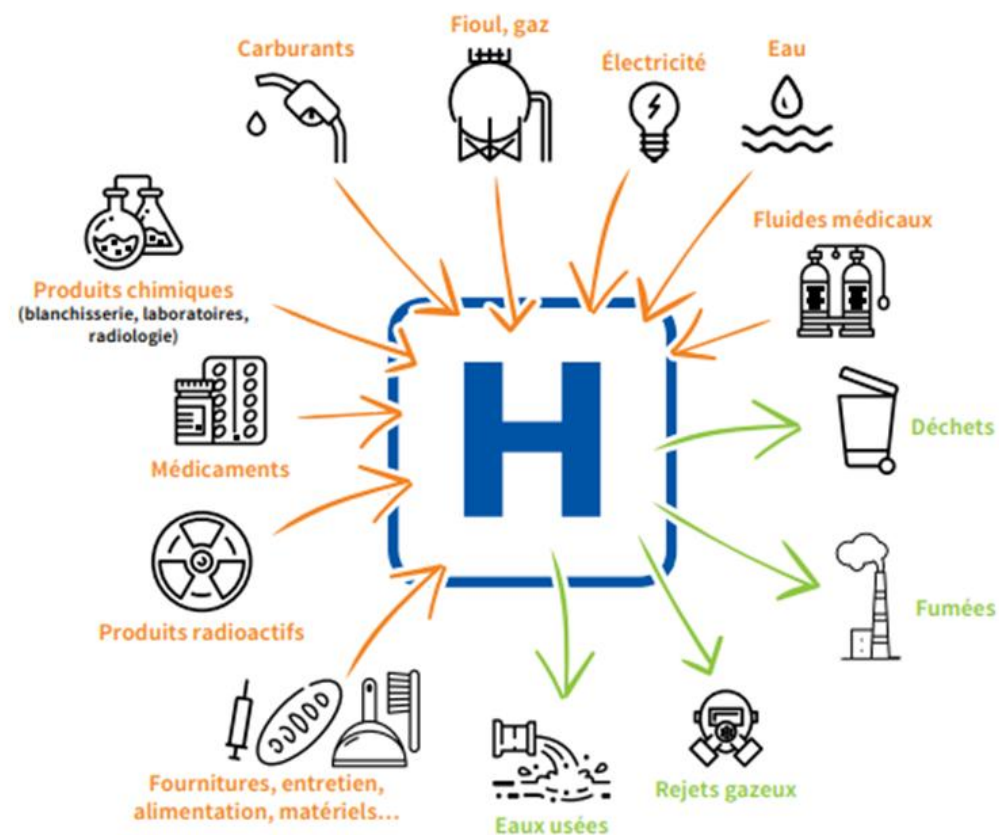 Carburants
Fioul, gaz
Électricité
Eau
Fluides médicaux
Produits chimiques
(blanchisserie, laboratoires,
radiologie)
Médicaments
Produits radioactifs
Fournitures, entretien,
alimentation, matériels...
H
Déchets
Fumées
Rejets gazeux
Eaux usées